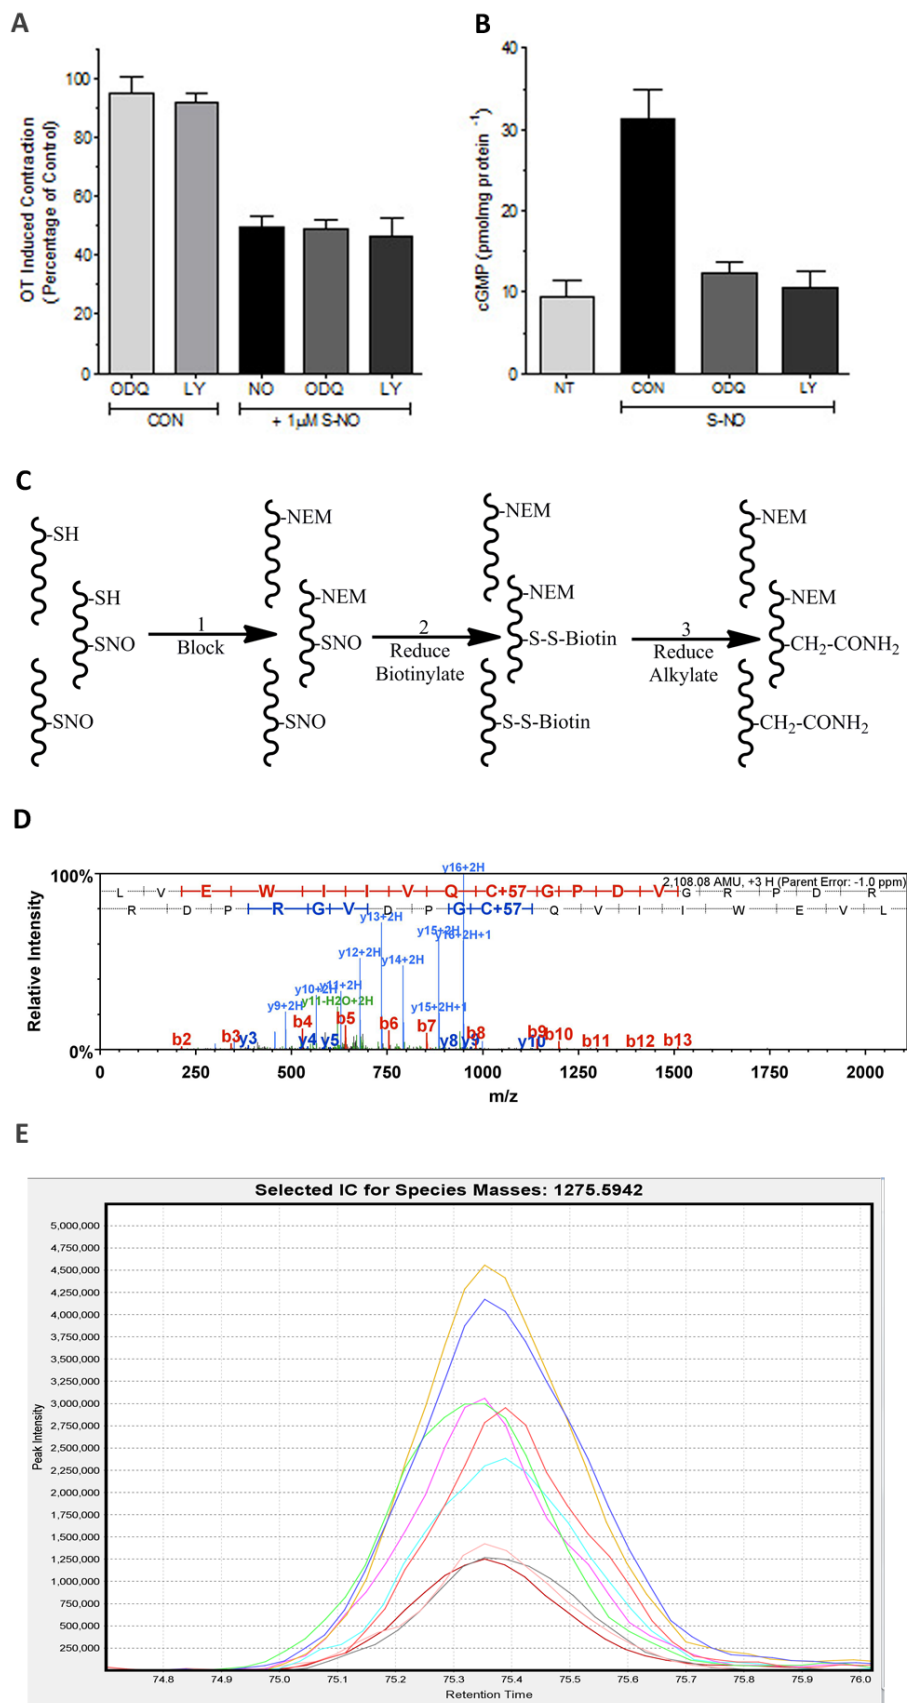 A
OT Induced Contraction
(Percentage of Control)
100
80
60
40
20
0
ODQ LY NO ODQ LY
CON + 1µM S-NO
B
cGMP (pmolmg protein -1)
40
30
20
10
0
NT CON ODQ LY
S-NO
C
-SH
-SH
-SNO
-SNO
1
Block
-NEM
-NEM
-SNO
-SNO
2
Reduce
Biotinylate
-NEM
-NEM
-S-S-Biotin
-S-S-Biotin
3
Reduce
Alkylate
-NEM
-NEM
-CH2-CONH2
-CH2-CONH2
D
Relative Intensity
100%
0%
y16+2H
2,108.08 AMU, +3 H (Parent Error: -1.0 ppm)
L V E W I I V Q C+57 G P D V G R P D R
R D P R G V D P G C+57 Q V I I W E V L
y13+2H
y15+2H
y16+2H+1
y12+2H
y14+2H
y10+2H
y11+2H
y11-H2O+2H
y9+2H
y15+2H+1
b2 b3 y3 b4 y4 y5 b5 b6 b7 y8 y9 b8 y10 b9 b10 b11 b12 b13
0 250 500 750 1000 1250 1500 1750 2000
m/z
E
Selected IC for Species Masses: 1275.5942
Peak Intensity
5,000,000
4,750,000
4,500,000
4,250,000
4,000,000
3,750,000
3,500,000
3,250,000
3,000,000
2,750,000
2,500,000
2,250,000
2,000,000
1,750,000
1,500,000
1,250,000
1,000,000
750,000
500,000
250,000
74.8 74.9 75.0 75.1 75.2 75.3 75.4 75.5 75.6 75.7 75.8 75.9 76.0
Retention Time